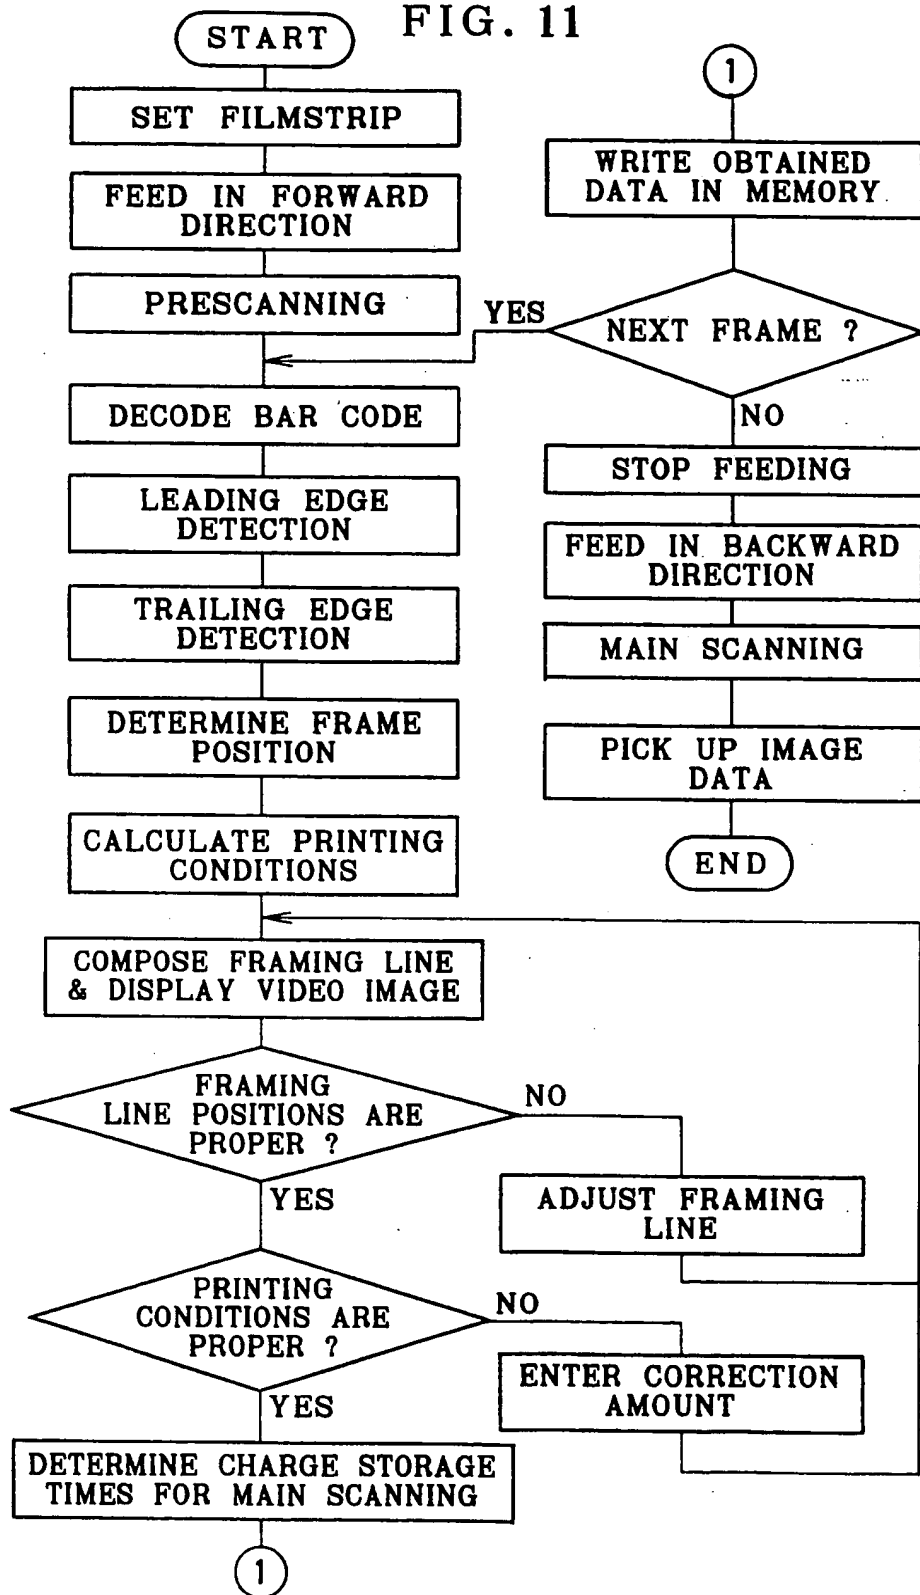 FIG. 11
START
SET FILMSTRIP
FEED IN FORWARD
DIRECTION
PRESCANNING
DECODE BAR CODE
LEADING EDGE
DETECTION
TRAILING EDGE
DETECTION
DETERMINE FRAME
POSITION
CALCULATE PRINTING
CONDITIONS
COMPOSE FRAMING LINE
& DISPLAY VIDEO IMAGE
FRAMING
LINE POSITIONS ARE
PROPER ?
NO
YES
ADJUST FRAMING
LINE
PRINTING
CONDITIONS ARE
PROPER ?
NO
YES
ENTER CORRECTION
AMOUNT
DETERMINE CHARGE STORAGE
TIMES FOR MAIN SCANNING
1
1
WRITE OBTAINED
DATA IN MEMORY
NEXT FRAME ?
YES
NO
STOP FEEDING
FEED IN BACKWARD
DIRECTION
MAIN SCANNING
PICK UP IMAGE
DATA
END